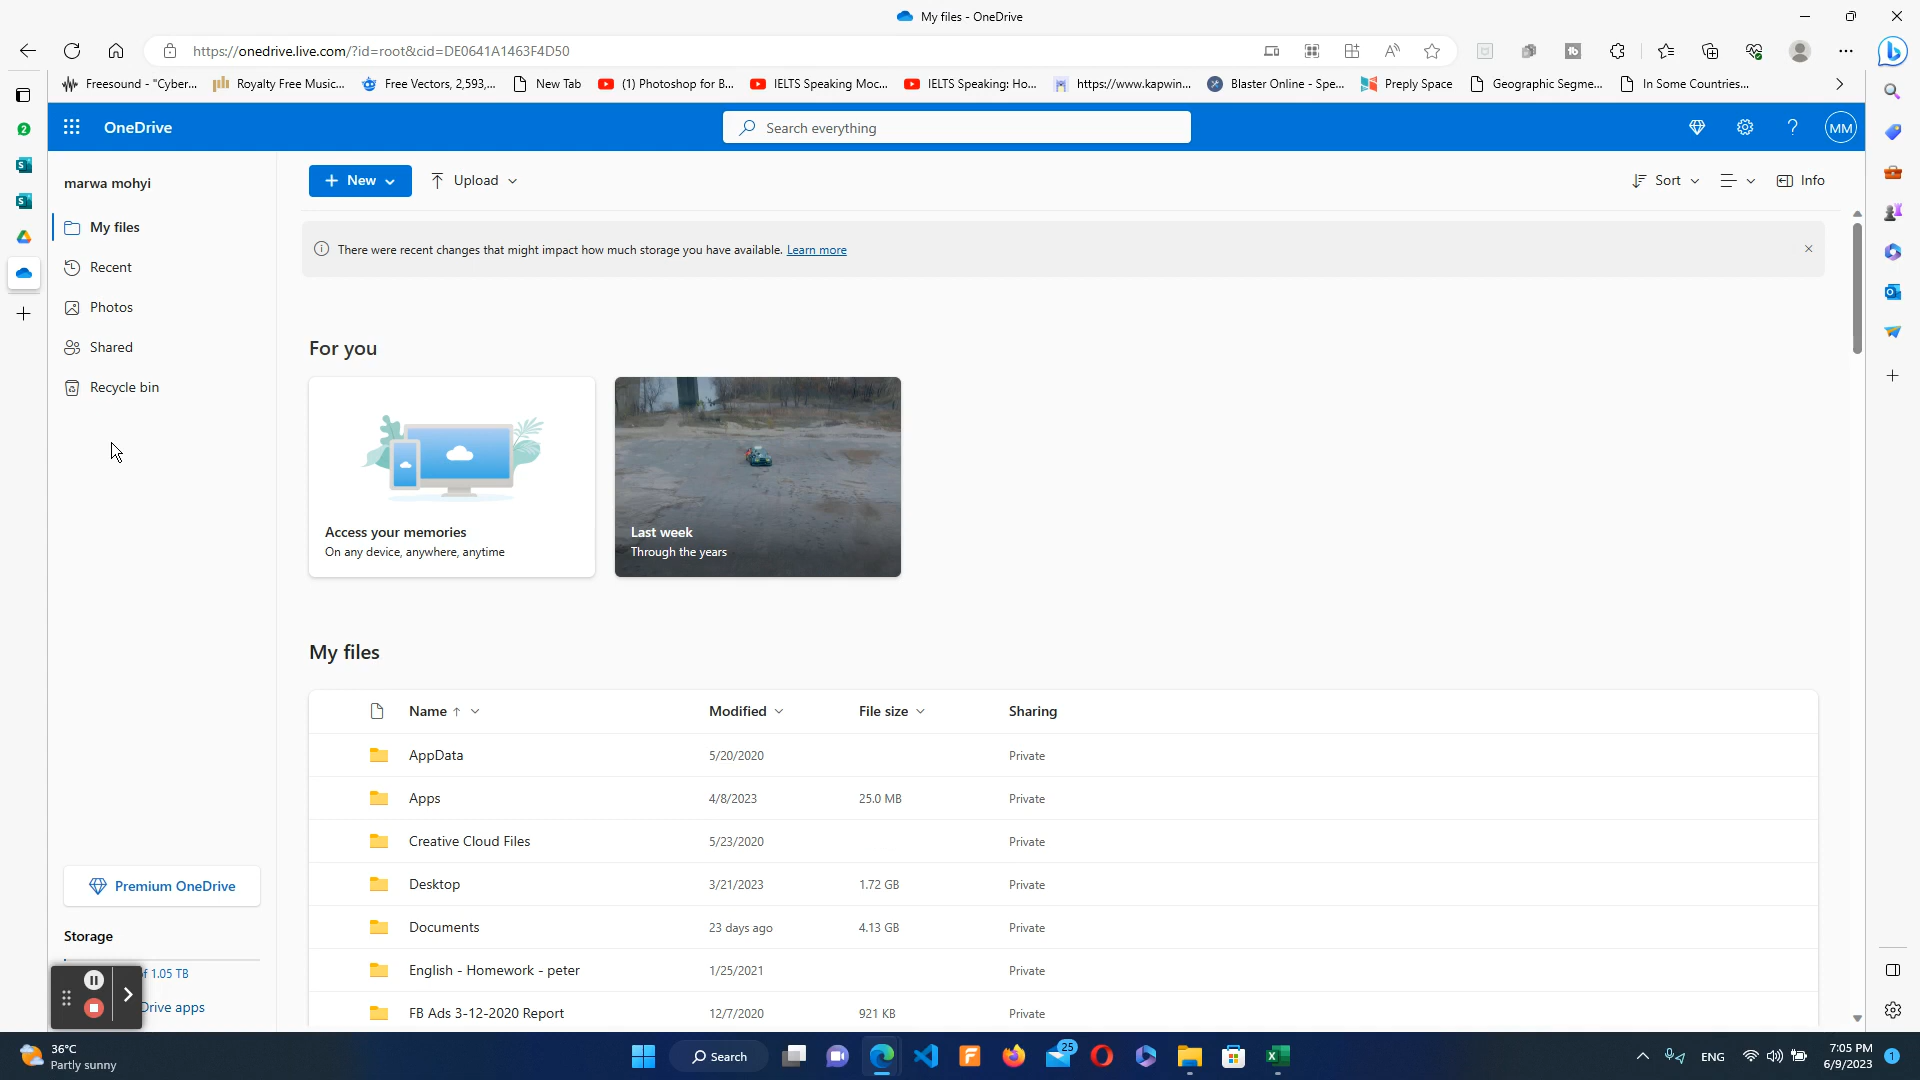 My files - OneDrive
https://onedrive.live.com/?id=root&cid=DE0641A1463F4D50
Freesound - "Cyber...
Royalty Free Music...
Free Vectors, 2,593,...
New Tab
(1) Photoshop for B...
IELTS Speaking Moc...
IELTS Speaking: Ho...
https://www.kapwin...
Blaster Online - Spe...
Preply Space
Geographic Segme...
In Some Countries...
OneDrive
Search everything
MM
marwa mohyi
My files
Recent
Photos
Shared
Recycle bin
Premium OneDrive
Storage
of 1.05 TB
Drive apps
New
Upload
Sort
Info
There were recent changes that might impact how much storage you have available. Learn more
For you
Access your memories
On any device, anywhere, anytime
Last week
Through the years
My files
Name Modified File size Sharing
AppData 5/20/2020 Private
Apps 4/8/2023 25.0 MB Private
Creative Cloud Files 5/23/2020 Private
Desktop 3/21/2023 1.72 GB Private
Documents 23 days ago 4.13 GB Private
English - Homework - peter 1/25/2021 Private
FB Ads 3-12-2020 Report 12/7/2020 921 KB Private
36°C
Partly sunny
Search
25
ENG
7:05 PM
6/9/2023
1